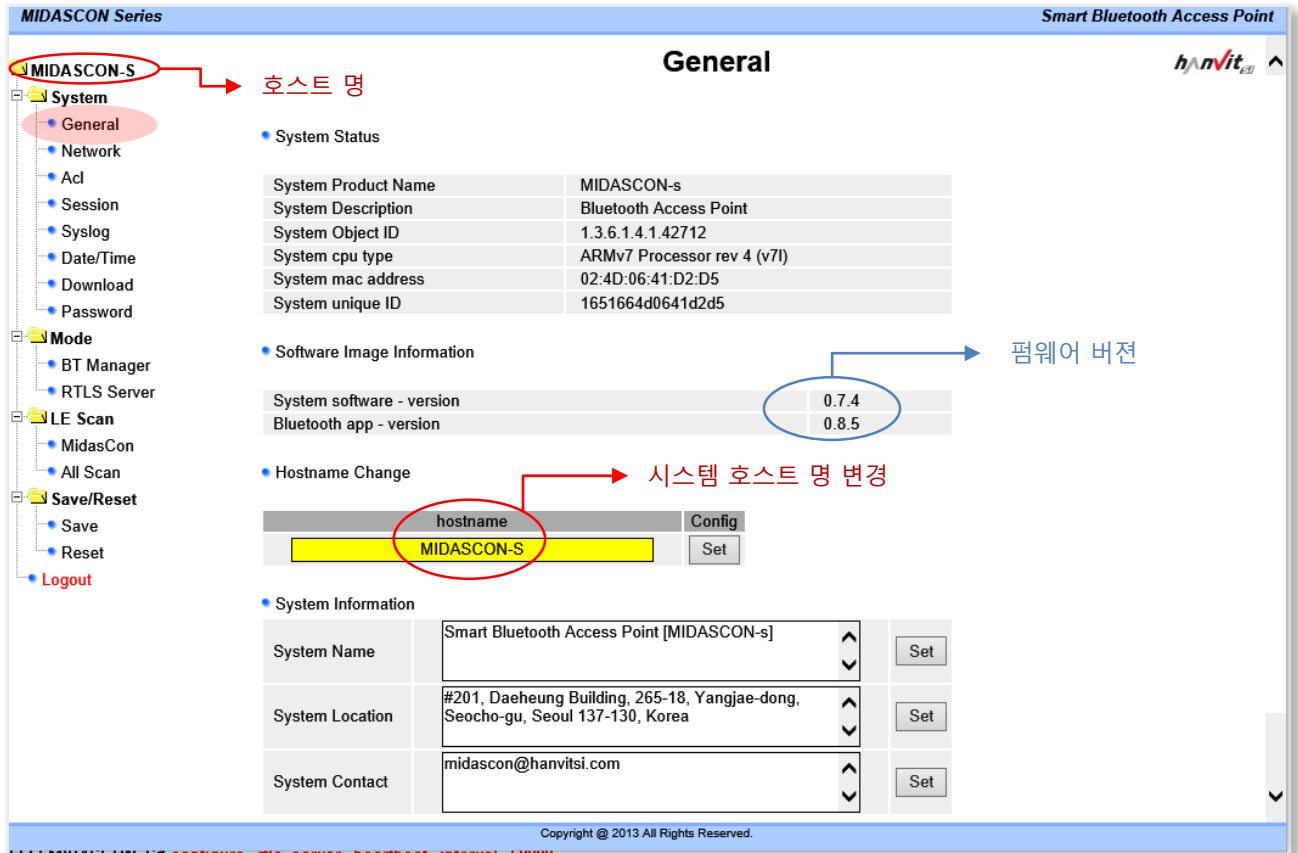 MIDASCON Series
Smart Bluetooth Access Point
MIDASCON-S
호스트 명
General
hanvit SI
System
General
Network
Acl
Session
Syslog
Date/Time
Download
Password
Mode
BT Manager
RTLS Server
LE Scan
MidasCon
All Scan
Save/Reset
Save
Reset
Logout
System Status
System Product Name MIDASCON-s
System Description Bluetooth Access Point
System Object ID 1.3.6.1.4.1.42712
System cpu type ARMv7 Processor rev 4 (v7l)
System mac address 02:4D:06:41:D2:D5
System unique ID 1651664d0641d2d5
Software Image Information
펌웨어 버젼
System software - version 0.7.4
Bluetooth app - version 0.8.5
Hostname Change
시스템 호스트 명 변경
hostname Config
MIDASCON-S Set
System Information
System Name Smart Bluetooth Access Point [MIDASCON-s] Set
System Location #201, Daeheung Building, 265-18, Yangjae-dong,
Seocho-gu, Seoul 137-130, Korea Set
System Contact midascon@hanvitsi.com Set
Copyright @ 2013 All Rights Reserved.